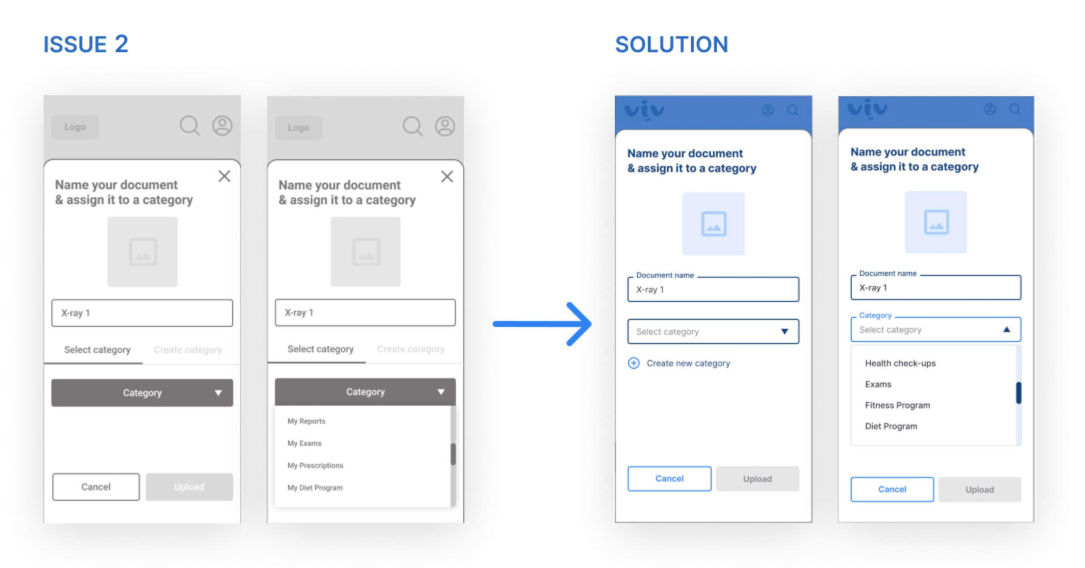 ISSUE 2
Logo
Name your document
& assign it to a category
X-ray 1
Select category Create category
Category
Cancel Upload
Logo
Name your document
& assign it to a category
X-ray 1
Select category Create category
Category
My Reports
My Exams
My Prescriptions
My Diet Program
SOLUTION
viv
Name your document
& assign it to a category
Document name
X-ray 1
Select category
Create new category
Cancel Upload
viv
Name your document
& assign it to a category
Document name
X-ray 1
Category
Select category
Health check-ups
Exams
Fitness Program
Diet Program
Cancel Upload